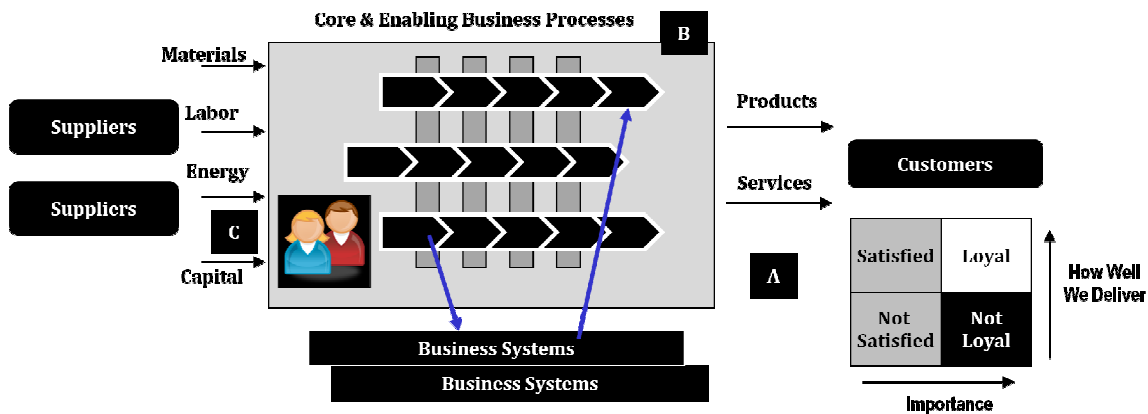 Core & Enabling Business Processes
B
Materials
Labor
Suppliers
Energy
Suppliers
C
Capital
Products
Services
Customers
A
Satisfied
Loyal
Not
Satisfied
Not
Loyal
How Well
We Deliver
Importance
Business Systems
Business Systems